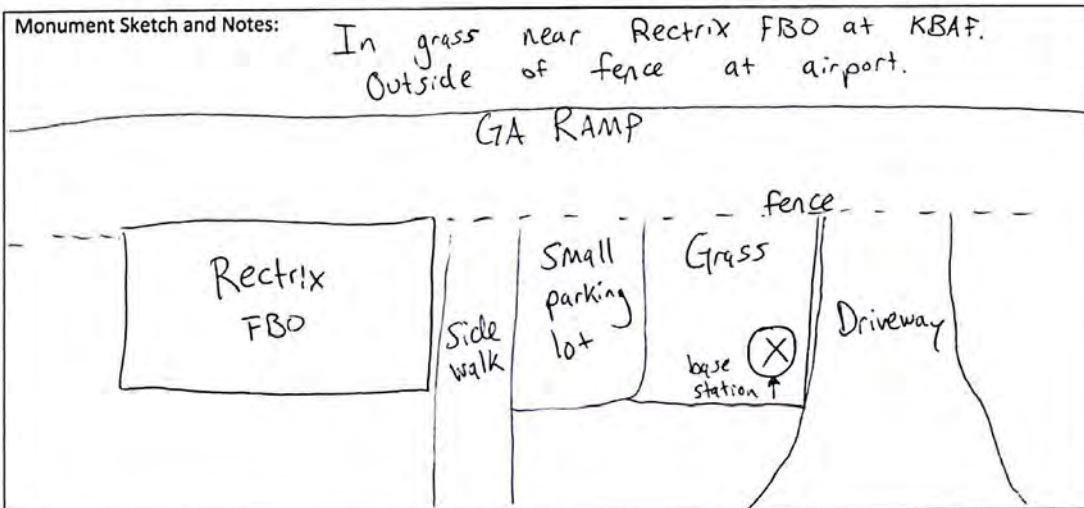 Monument Sketch and Notes:
In grass near Rectrix FBO at KBAF.
Outside of fence at airport.
GA RAMP
fence
Rectrix
FBO
Side
walk
Small
parking
lot
Grass
base
station
X
Driveway